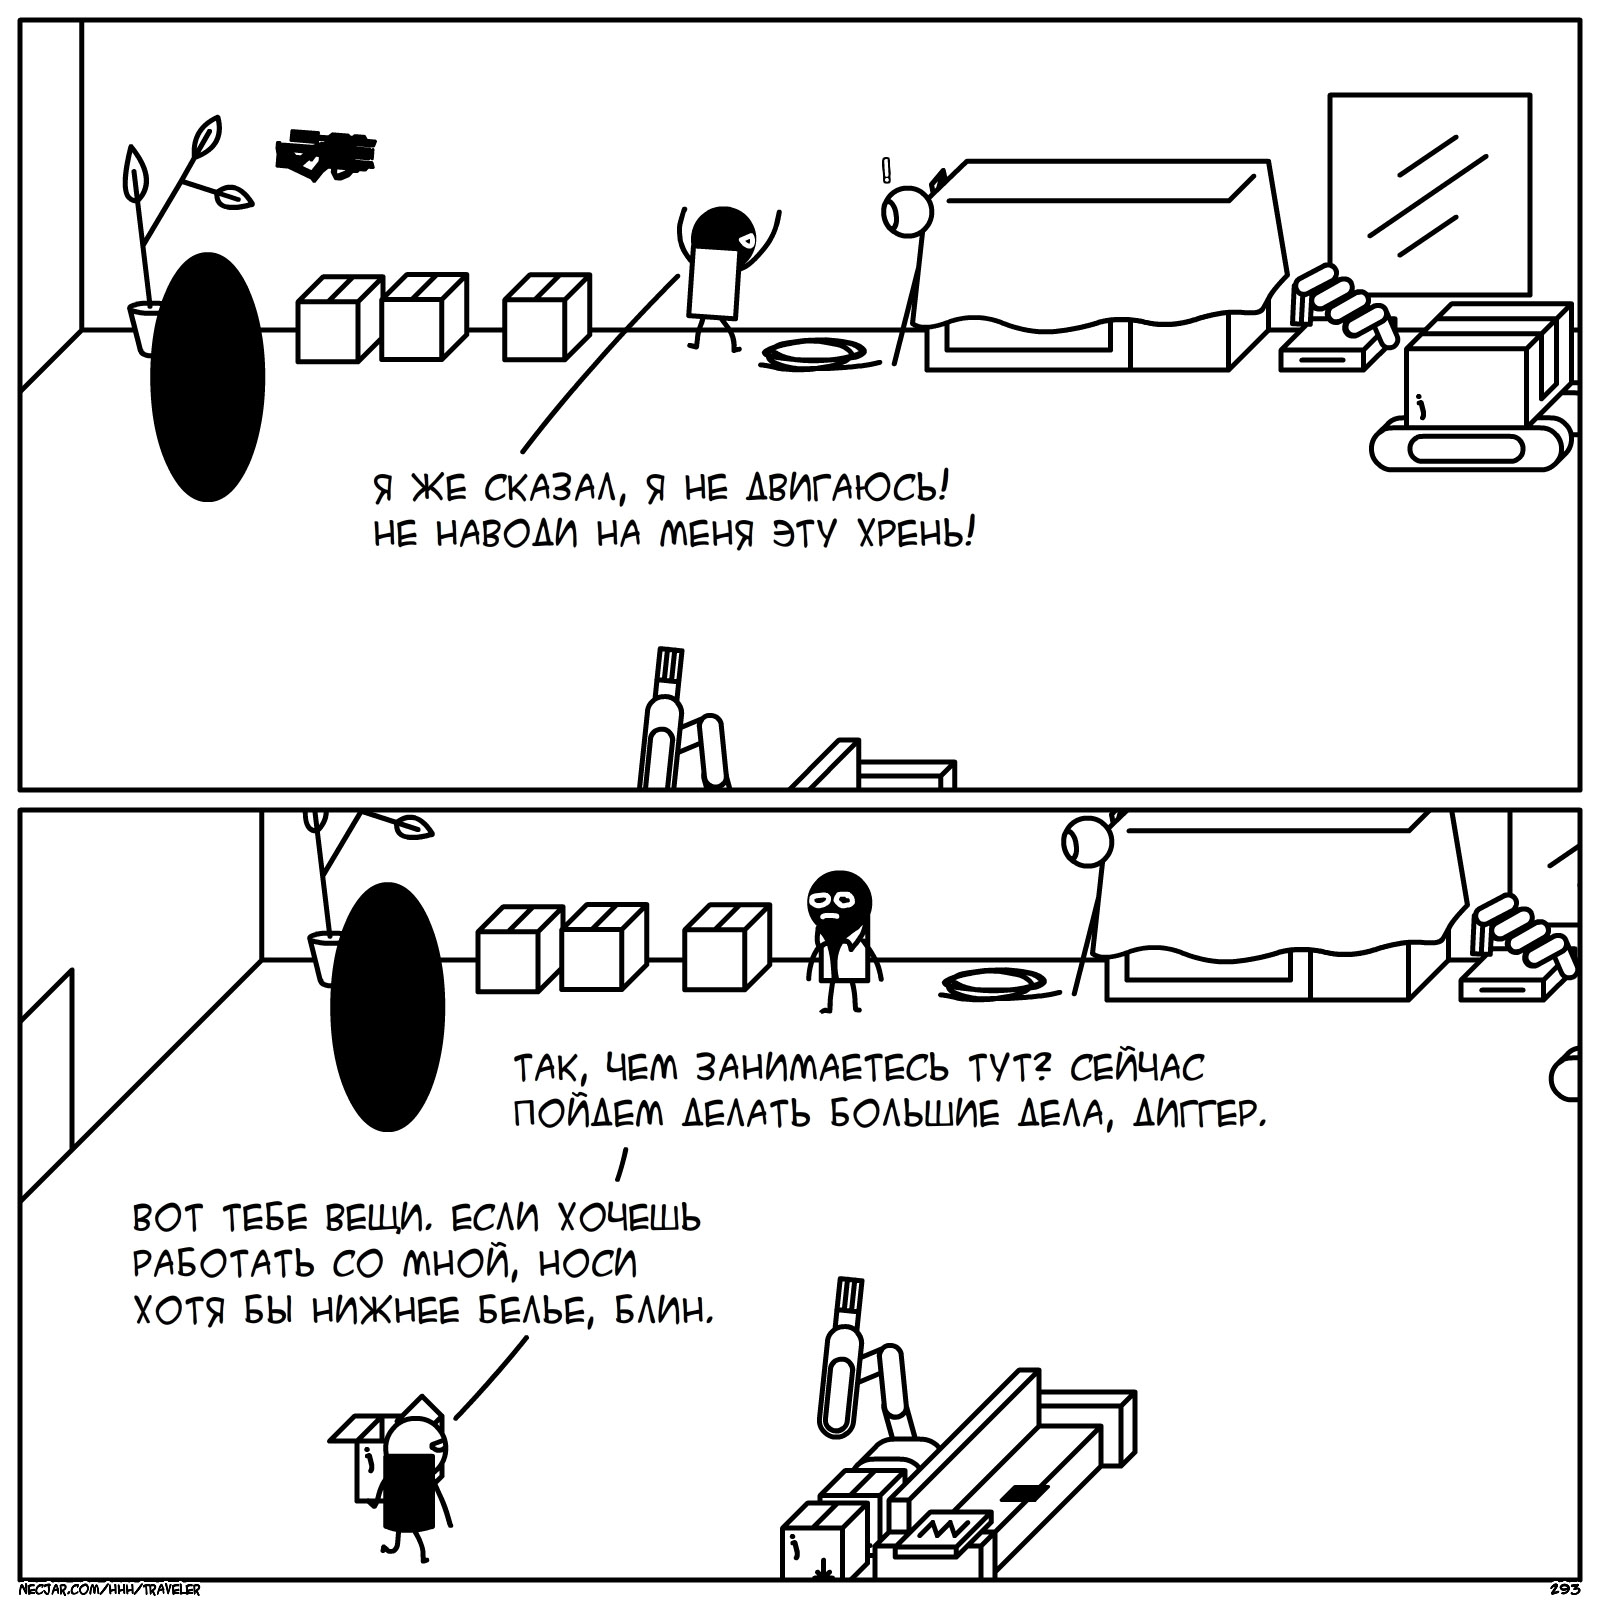 !
Я ЖЕ СКАЗАЛ, Я НЕ ДВИГАЮСЬ!
НЕ НАВОДИ НА МЕНЯ ЭТУ ХРЕНЬ!
ТАК, ЧЕМ ЗАНИМАЕТЕСЬ ТУТ? СЕЙЧАС
ПОЙДЕМ ДЕЛАТЬ БОЛЬШИЕ ДЕЛА, ДИГГЕР.
ВОТ ТЕБЕ ВЕЩИ. ЕСЛИ ХОЧЕШЬ
РАБОТАТЬ СО МНОЙ, НОСИ
ХОТЯ БЫ НИЖНЕЕ БЕЛЬЕ, БЛИН.
NECJAR.COM/HHH/TRAVELER
293